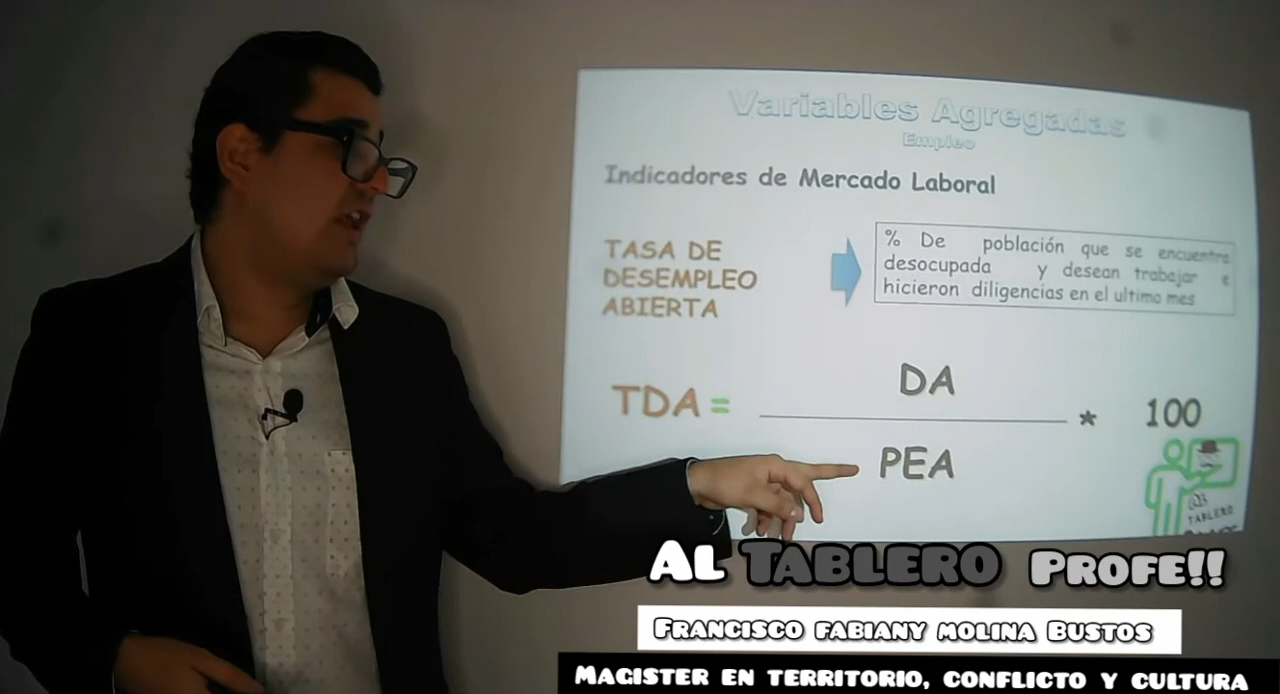 Variables Agregadas
Empleo
Indicadores de Mercado Laboral
TASA DE
DESEMPLEO
ABIERTA
% De población que se encuentra
desocupada y desean trabajar e
hicieron diligencias en el ultimo mes
TDA =
DA
PEA
* 100
TABLERO
AL TABLERO PROFE!!
FRANCISCO FABIANY MOLINA BUSTOS
MAGISTER EN TERRITORIO, CONFLICTO Y CULTURA